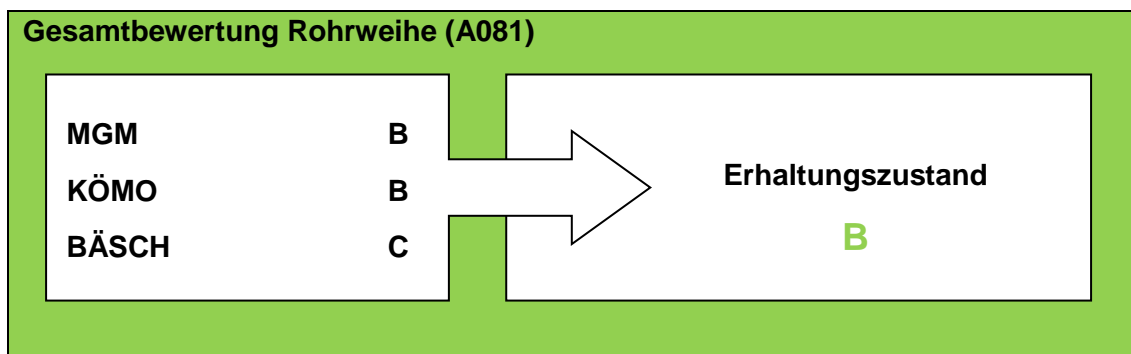 Gesamtbewertung Rohrweihe (A081)
MGM B
KÖMO B
BÄSCH C
Erhaltungszustand
B